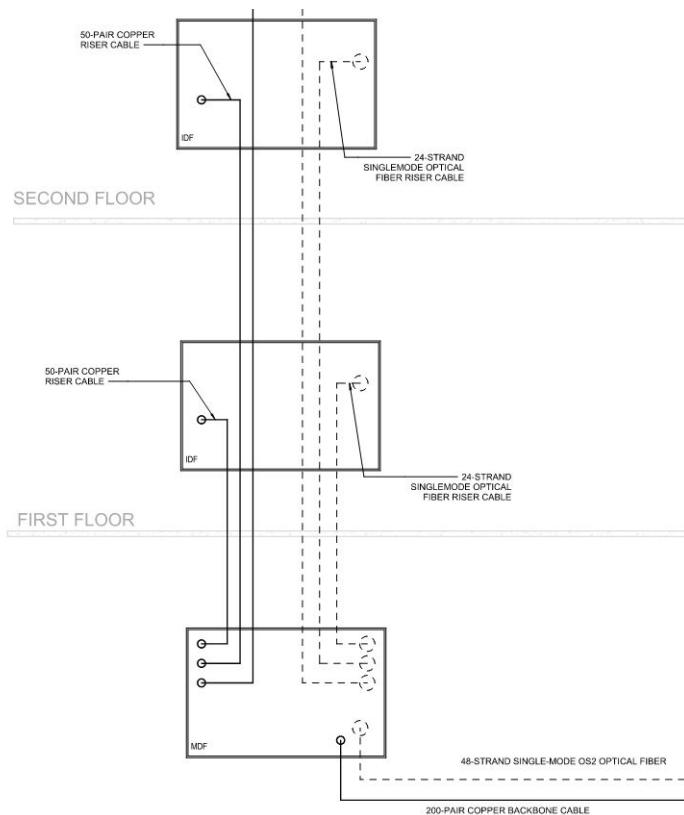 50-PAIR COPPER
RISER CABLE
IDF
24-STRAND
SINGLEMODE OPTICAL
FIBER RISER CABLE
SECOND FLOOR
50-PAIR COPPER
RISER CABLE
IDF
24-STRAND
SINGLEMODE OPTICAL
FIBER RISER CABLE
FIRST FLOOR
MDF
48-STRAND SINGLE-MODE OS2 OPTICAL FIBER
200-PAIR COPPER BACKBONE CABLE